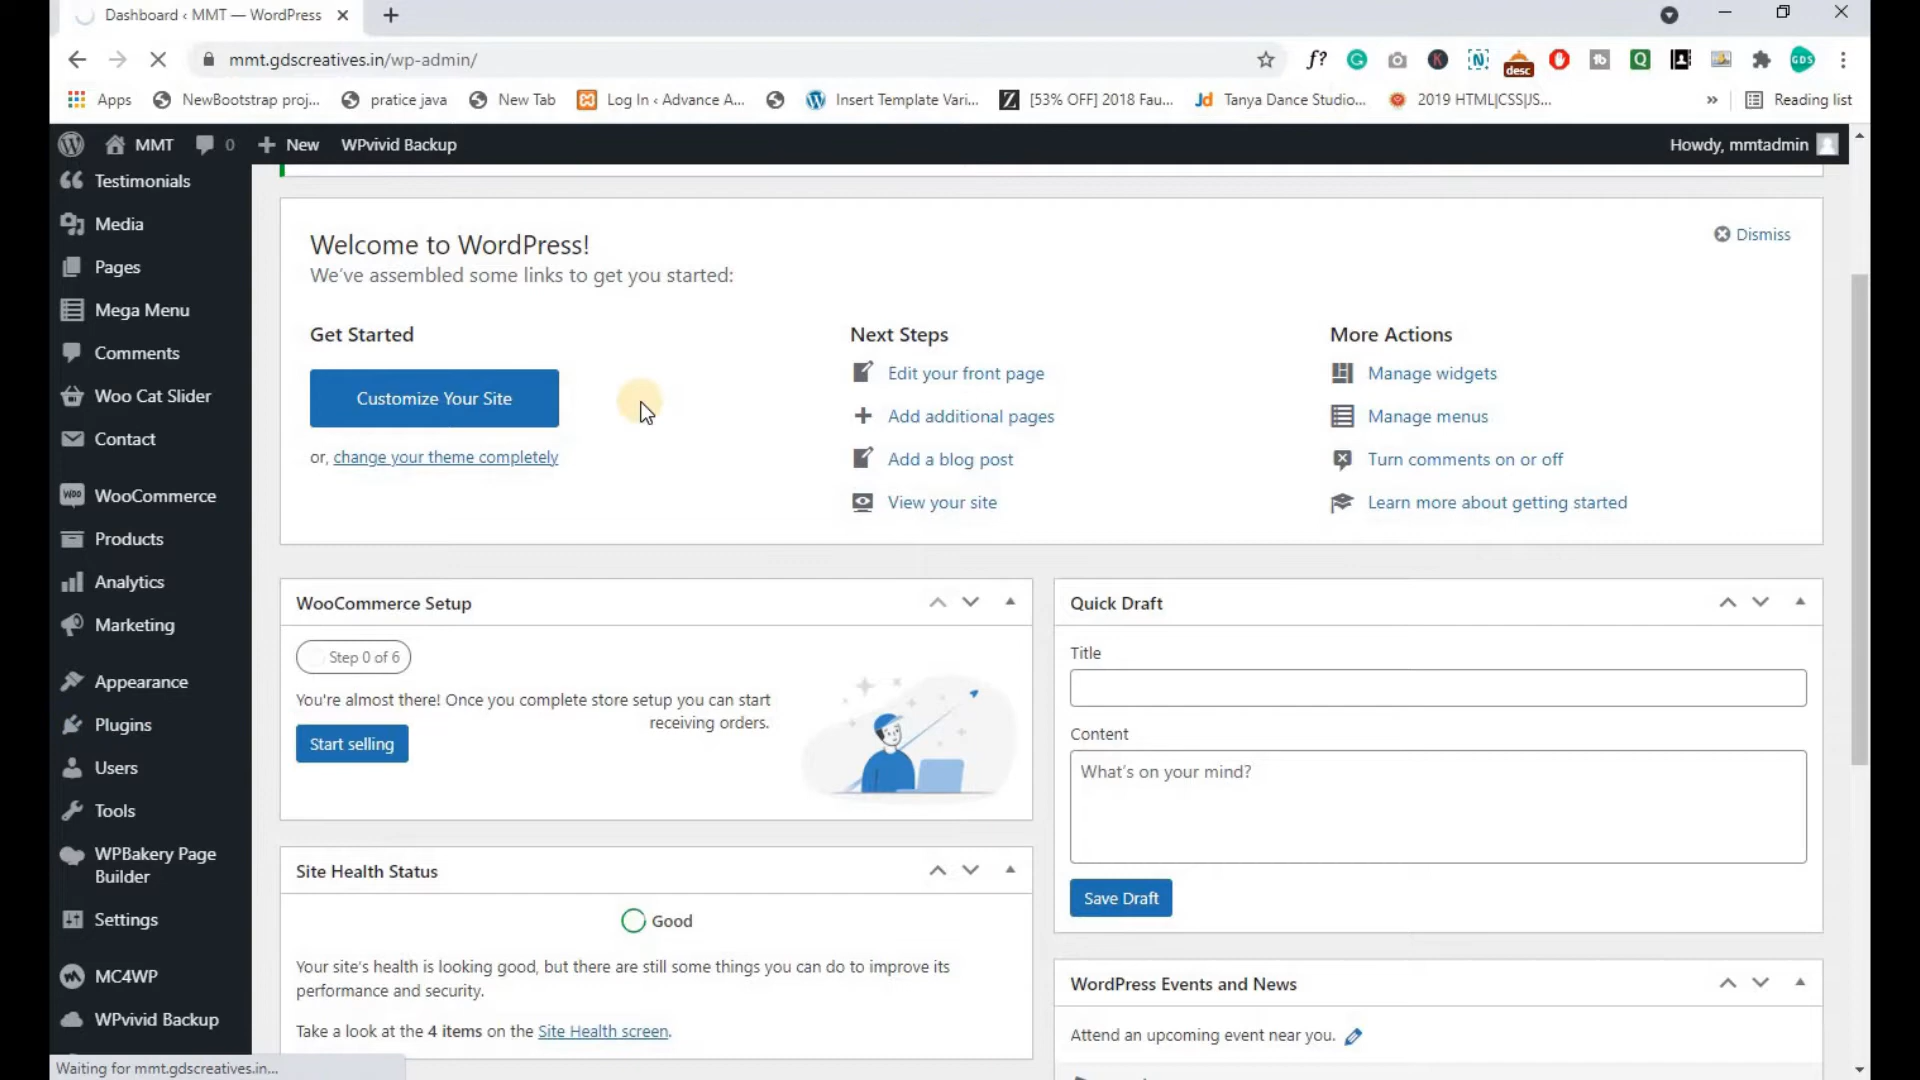 Dashboard ‹ MMT — WordPress
mmt.gdscreatives.in/wp-admin/
f?
desc
GDS
Apps
NewBootstrap proj...
pratice java
New Tab
Log In ‹ Advance A...
Insert Template Vari...
[53% OFF] 2018 Fau...
Tanya Dance Studio...
2019 HTML|CSS|JS...
»
Reading list
MMT
0
New
WPvivid Backup
Howdy, mmtadmin
Testimonials
Media
Pages
Mega Menu
Comments
Woo Cat Slider
Contact
WooCommerce
Products
Analytics
Marketing
Appearance
Plugins
Users
Tools
WPBakery Page
Builder
Settings
MC4WP
WPvivid Backup
Welcome to WordPress!
We've assembled some links to get you started:
Dismiss
Get Started
Customize Your Site
or, change your theme completely
Next Steps
Edit your front page
Add additional pages
Add a blog post
View your site
More Actions
Manage widgets
Manage menus
Turn comments on or off
Learn more about getting started
WooCommerce Setup
Step 0 of 6
You're almost there! Once you complete store setup you can start
receiving orders.
Start selling
Site Health Status
Good
Your site's health is looking good, but there are still some things you can do to improve its
performance and security.
Take a look at the 4 items on the Site Health screen.
Quick Draft
Title
Content
What's on your mind?
Save Draft
WordPress Events and News
Attend an upcoming event near you.
Waiting for mmt.gdscreatives.in...